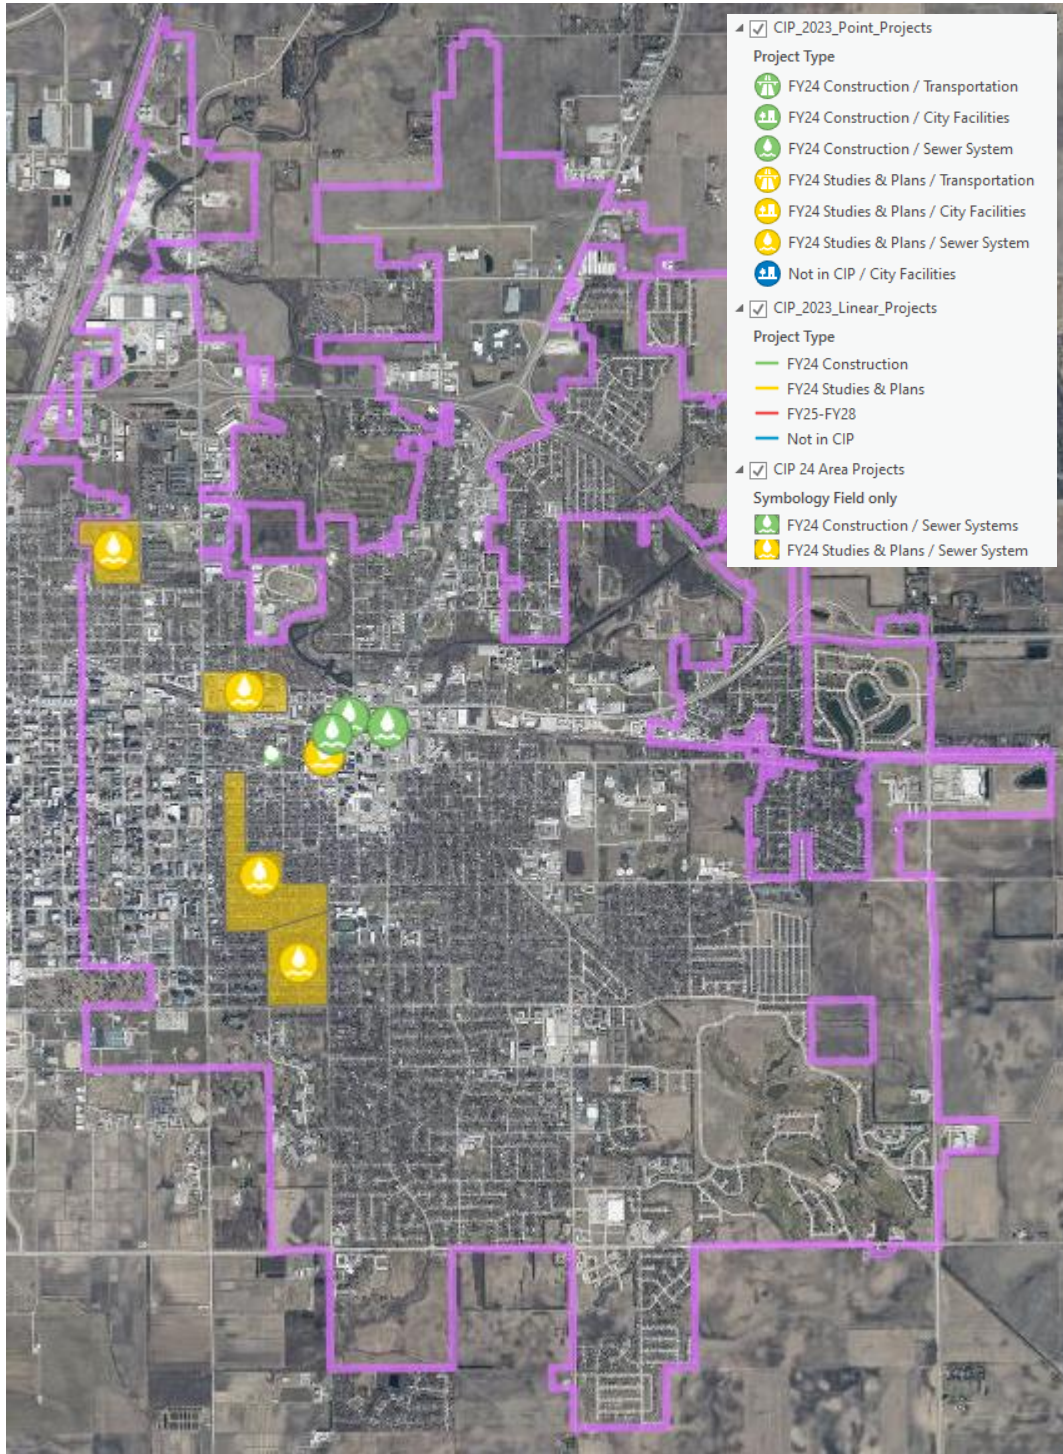 CIP_2023_Point_Projects
Project Type
FY24 Construction / Transportation
FY24 Construction / City Facilities
FY24 Construction / Sewer System
FY24 Studies & Plans / Transportation
FY24 Studies & Plans / City Facilities
FY24 Studies & Plans / Sewer System
Not in CIP / City Facilities
CIP_2023_Linear_Projects
Project Type
FY24 Construction
FY24 Studies & Plans
FY25-FY28
Not in CIP
CIP 24 Area Projects
Symbology Field only
FY24 Construction / Sewer Systems
FY24 Studies & Plans / Sewer System